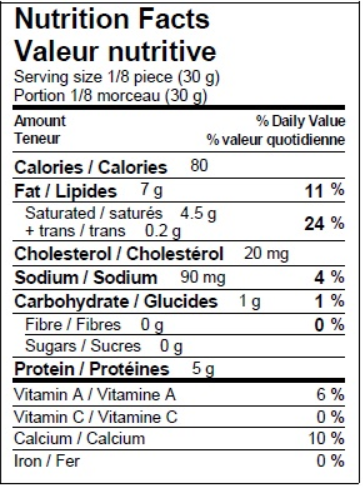 Nutrition Facts
Valeur nutritive
Serving size 1/8 piece (30 g)
Portion 1/8 morceau (30 g)
Amount % Daily Value
Teneur % valeur quotidienne
Calories / Calories 80
Fat / Lipides 7 g 11 %
Saturated / saturés 4.5 g
+ trans / trans 0.2 g 24 %
Cholesterol / Cholestérol 20 mg
Sodium / Sodium 90 mg 4 %
Carbohydrate / Glucides 1 g 1 %
Fibre / Fibres 0 g 0 %
Sugars / Sucres 0 g
Protein / Protéines 5 g
Vitamin A / Vitamine A 6 %
Vitamin C / Vitamine C 0 %
Calcium / Calcium 10 %
Iron / Fer 0 %